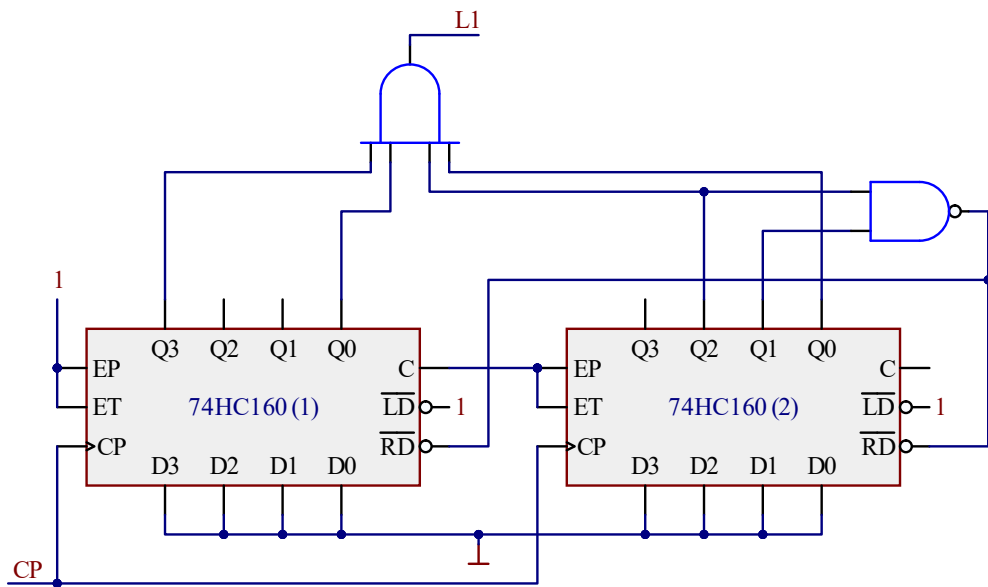 L1
1
Q3 Q2 Q1 Q0
Q3 Q2 Q1 Q0
EP C
EP C
ET 74HC160 (1) LD 1
ET 74HC160 (2) LD 1
CP RD
CP RD
D3 D2 D1 D0
D3 D2 D1 D0
CP